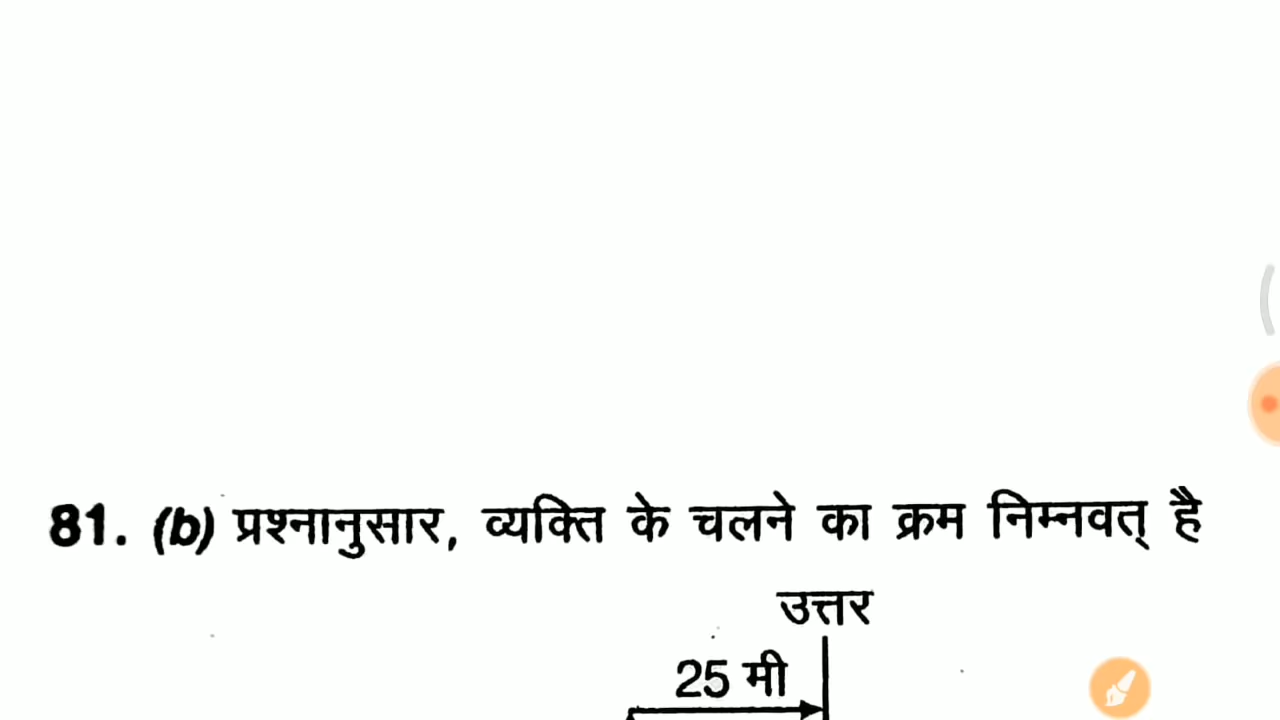 81. (b) प्रश्नानुसार, व्यक्ति के चलने का क्रम निम्नवत् है
उत्तर
25 मी